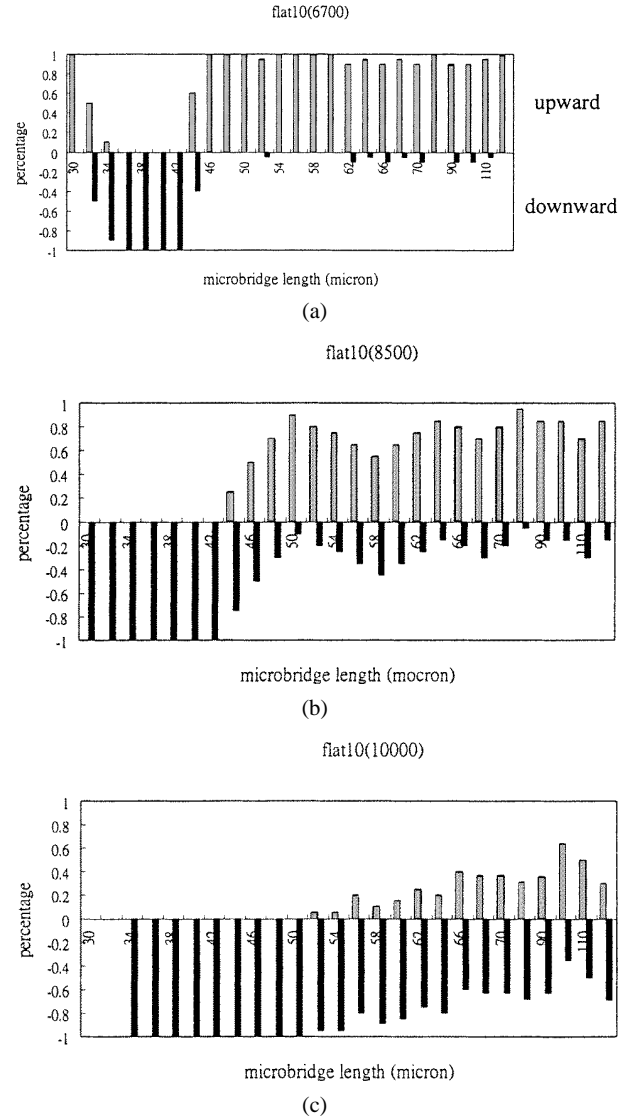 flat10(6700)
1
0.8
0.6
0.4
0.2
0
-0.2
-0.4
-0.6
-0.8
-1
percentage
30 34 38 42 46 50 54 58 62 66 70 90 110
upward
downward
microbridge length (micron)
(a)
flat10(8500)
1
0.8
0.6
0.4
0.2
0
-0.2
-0.4
-0.6
-0.8
-1
percentage
30 34 38 42 46 50 54 58 62 66 70 90 110
microbridge length (mocron)
(b)
flat10(10000)
1
0.8
0.6
0.4
0.2
0
-0.2
-0.4
-0.6
-0.8
-1
percentage
30 34 38 42 46 50 54 58 62 66 70 90 110
microbridge length (micron)
(c)